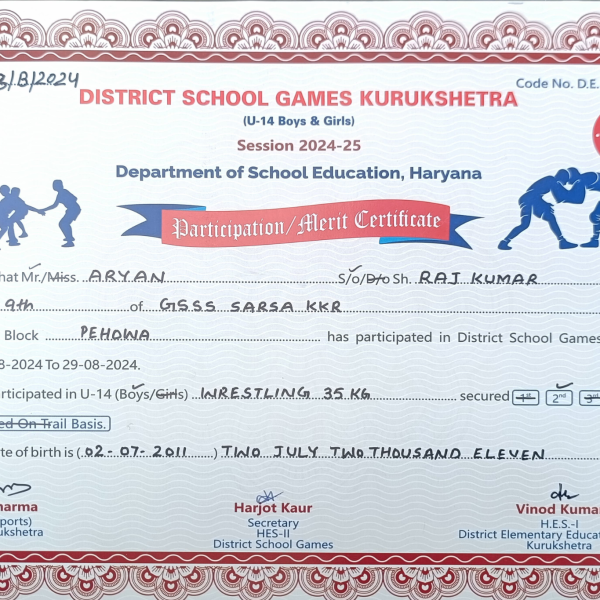 3/8/2024
Code No. D.E.
DISTRICT SCHOOL GAMES KURUKSHETRA
(U-14 Boys & Girls)
Session 2024-25
Department of School Education, Haryana
Participation/Merit Certificate
hat Mr./Miss. ARYAN S/o/D/o Sh. RAJ KUMAR
9th of GSSS SARSA KKR
Block PEHOWA has participated in District School Games
8-2024 To 29-08-2024.
rticipated in U-14 (Boys/Girls) WRESTLING 35 KG secured 1st 2nd 3rd
ed On Trail Basis.
te of birth is (02-07-2011) TWO JULY TWO THOUSAND ELEVEN
harma
Harjot Kaur
Vinod Kuma
ports)
Secretary
H.E.S.-I
ukshetra
HES-II
District Elementary Educa
District School Games
Kurukshetra